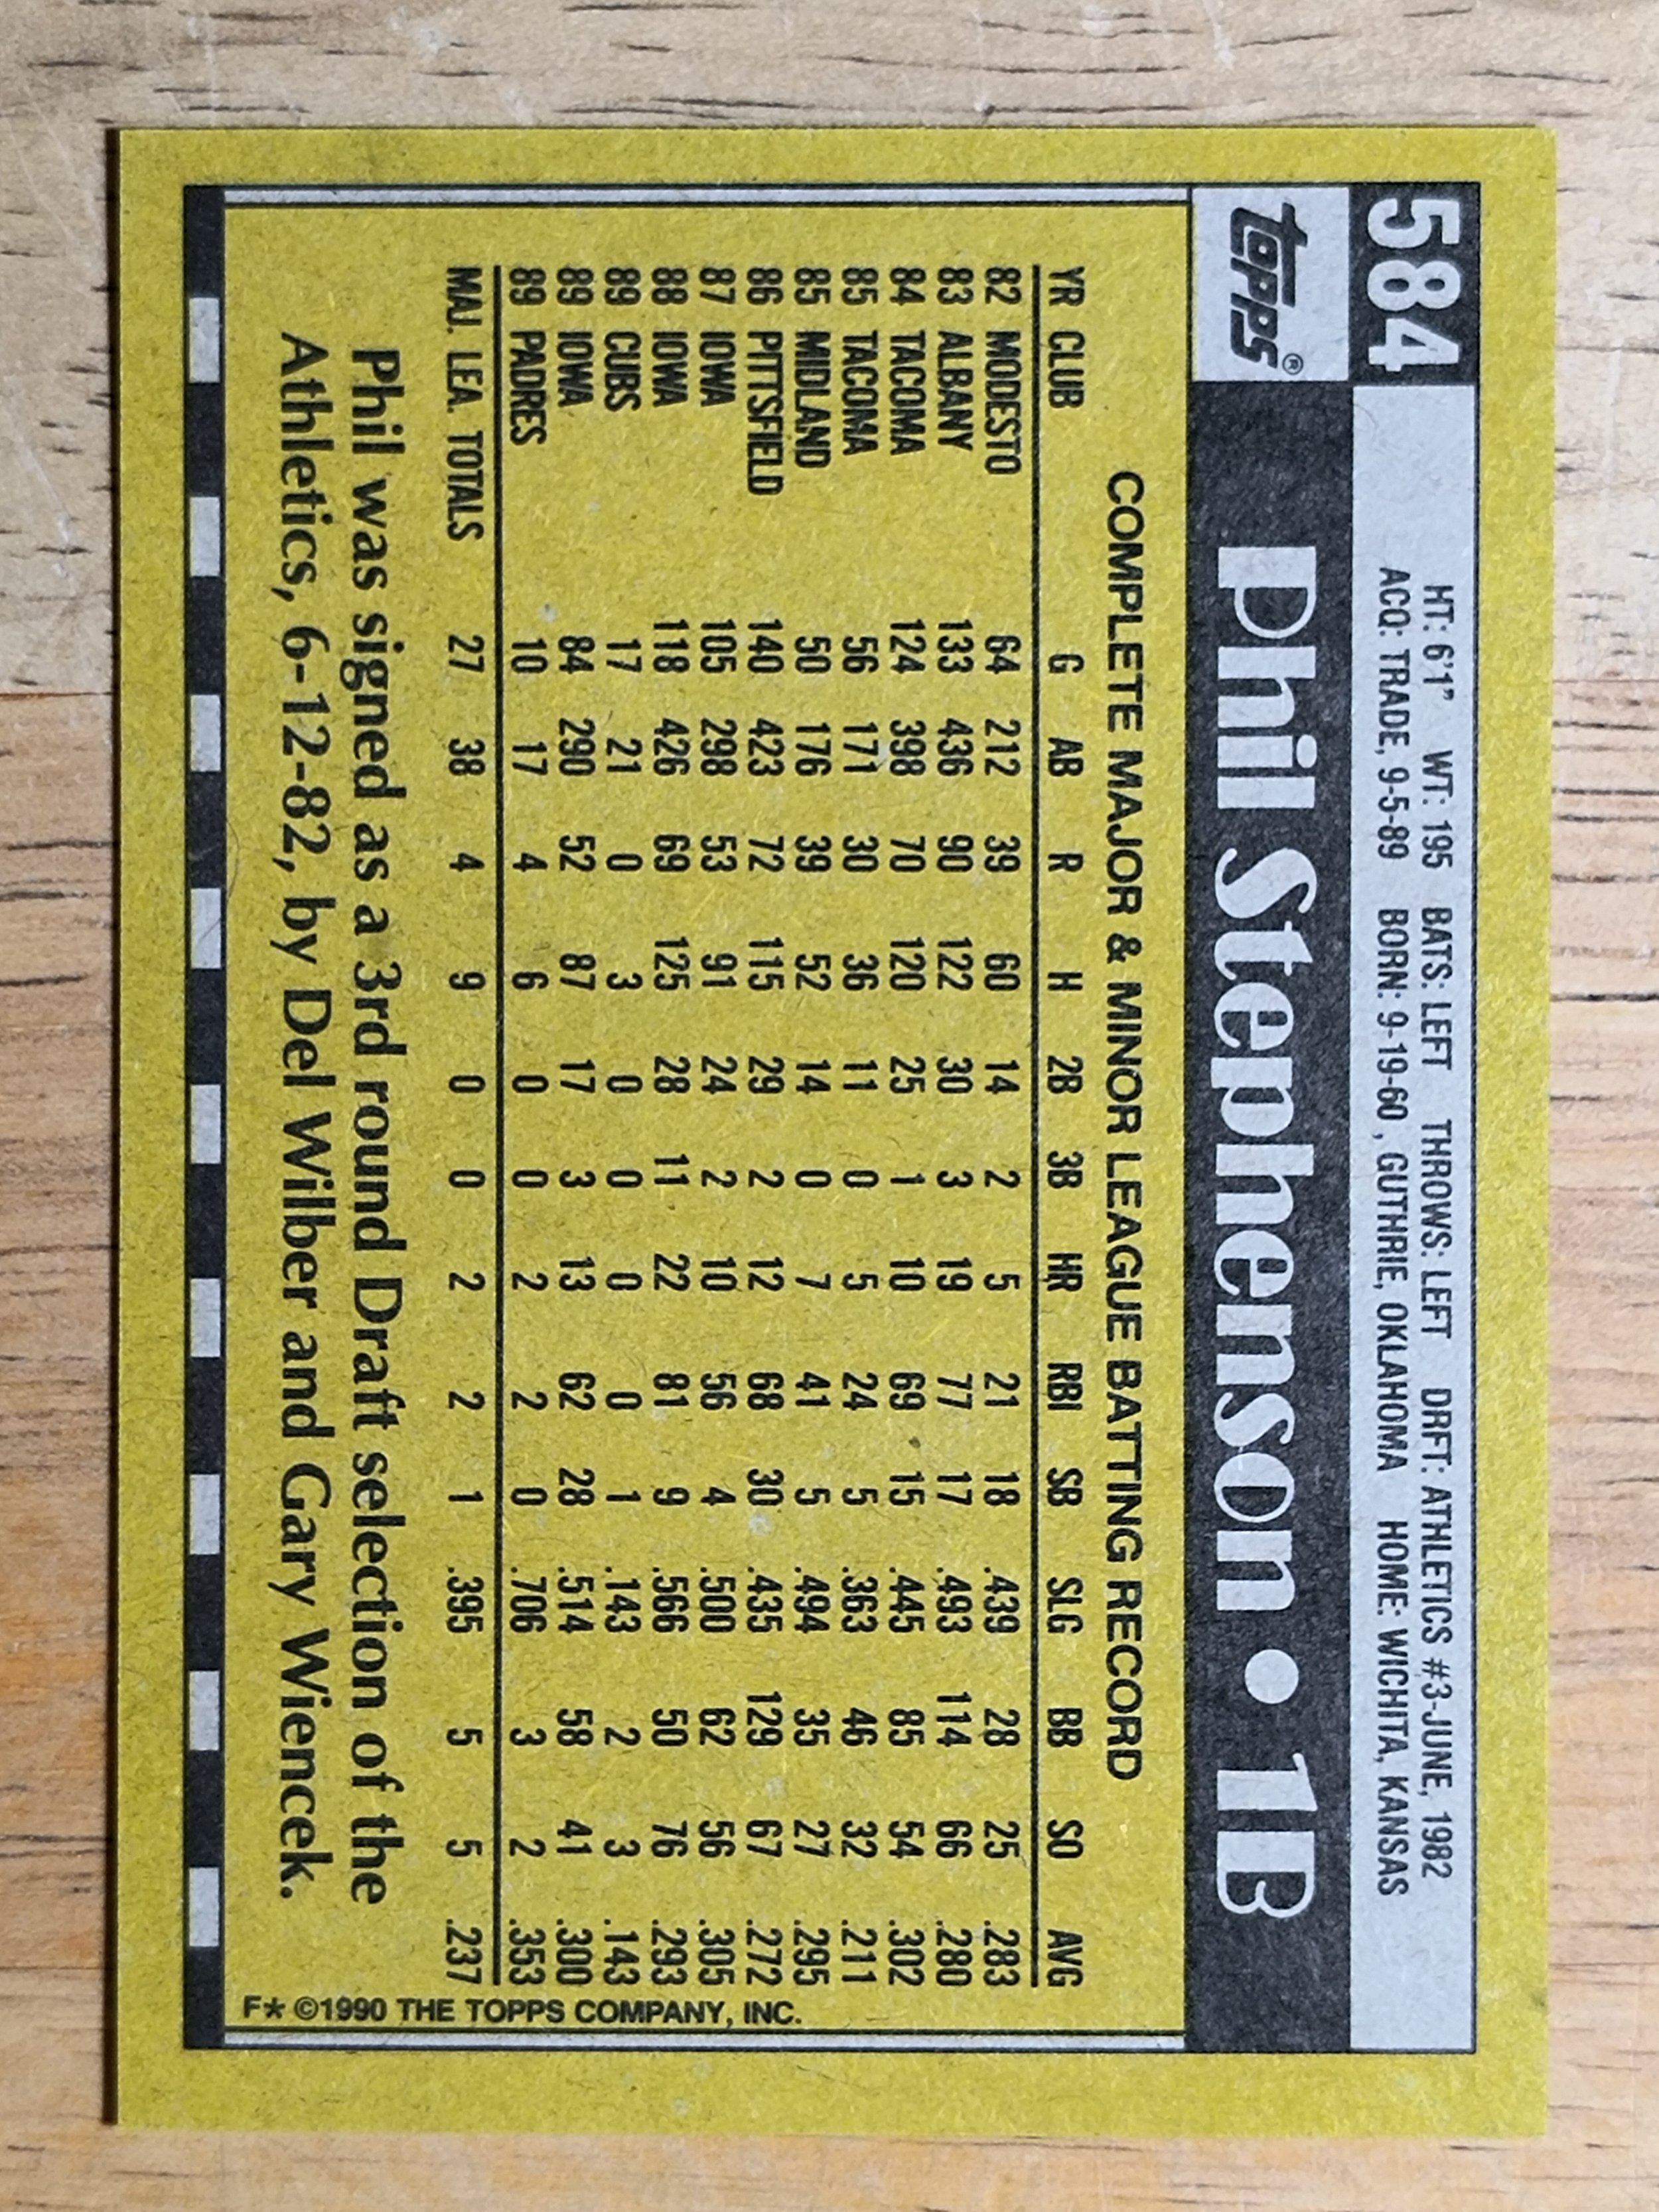 584
HT: 6'1" WT: 195 BATS: LEFT THROWS: LEFT DRFT: ATHLETICS #3-JUNE, 1982
ACQ: TRADE, 9-5-89 BORN: 9-19-60, GUTHRIE, OKLAHOMA HOME: WICHITA, KANSAS
topps®
Phil Stephenson • 1B
COMPLETE MAJOR & MINOR LEAGUE BATTING RECORD
YR CLUB G AB R H 2B 3B HR RBI SB SLG BB SO AVG
82 MODESTO 64 212 39 60 14 2 5 21 18 .439 28 25 .283
83 ALBANY 133 436 90 122 30 3 19 77 17 .493 114 66 .280
84 TACOMA 124 398 70 120 25 1 10 69 15 .445 85 54 .302
85 TACOMA 56 171 30 36 11 0 5 24 5 .363 46 32 .211
85 MIDLAND 50 176 39 52 14 0 7 41 5 .494 35 27 .295
86 PITTSFIELD 140 423 72 115 29 2 12 68 30 .435 129 67 .272
87 IOWA 105 298 53 91 24 2 10 56 4 .500 62 56 .305
88 IOWA 118 426 69 125 28 11 22 81 9 .566 50 76 .293
89 IOWA 84 290 52 87 17 3 13 62 28 .514 58 41 .300
89 CUBS 17 21 0 3 0 0 0 0 1 .143 2 3 .143
89 PADRES 10 17 4 6 0 0 2 2 0 .706 3 2 .353
MAJ. LEA. TOTALS 27 38 4 9 0 0 2 2 1 .395 5 5 .237
Phil was signed as a 3rd round Draft selection of the
Athletics, 6-12-82, by Del Wilber and Gary Wiencek.
F* ©1990 THE TOPPS COMPANY, INC.